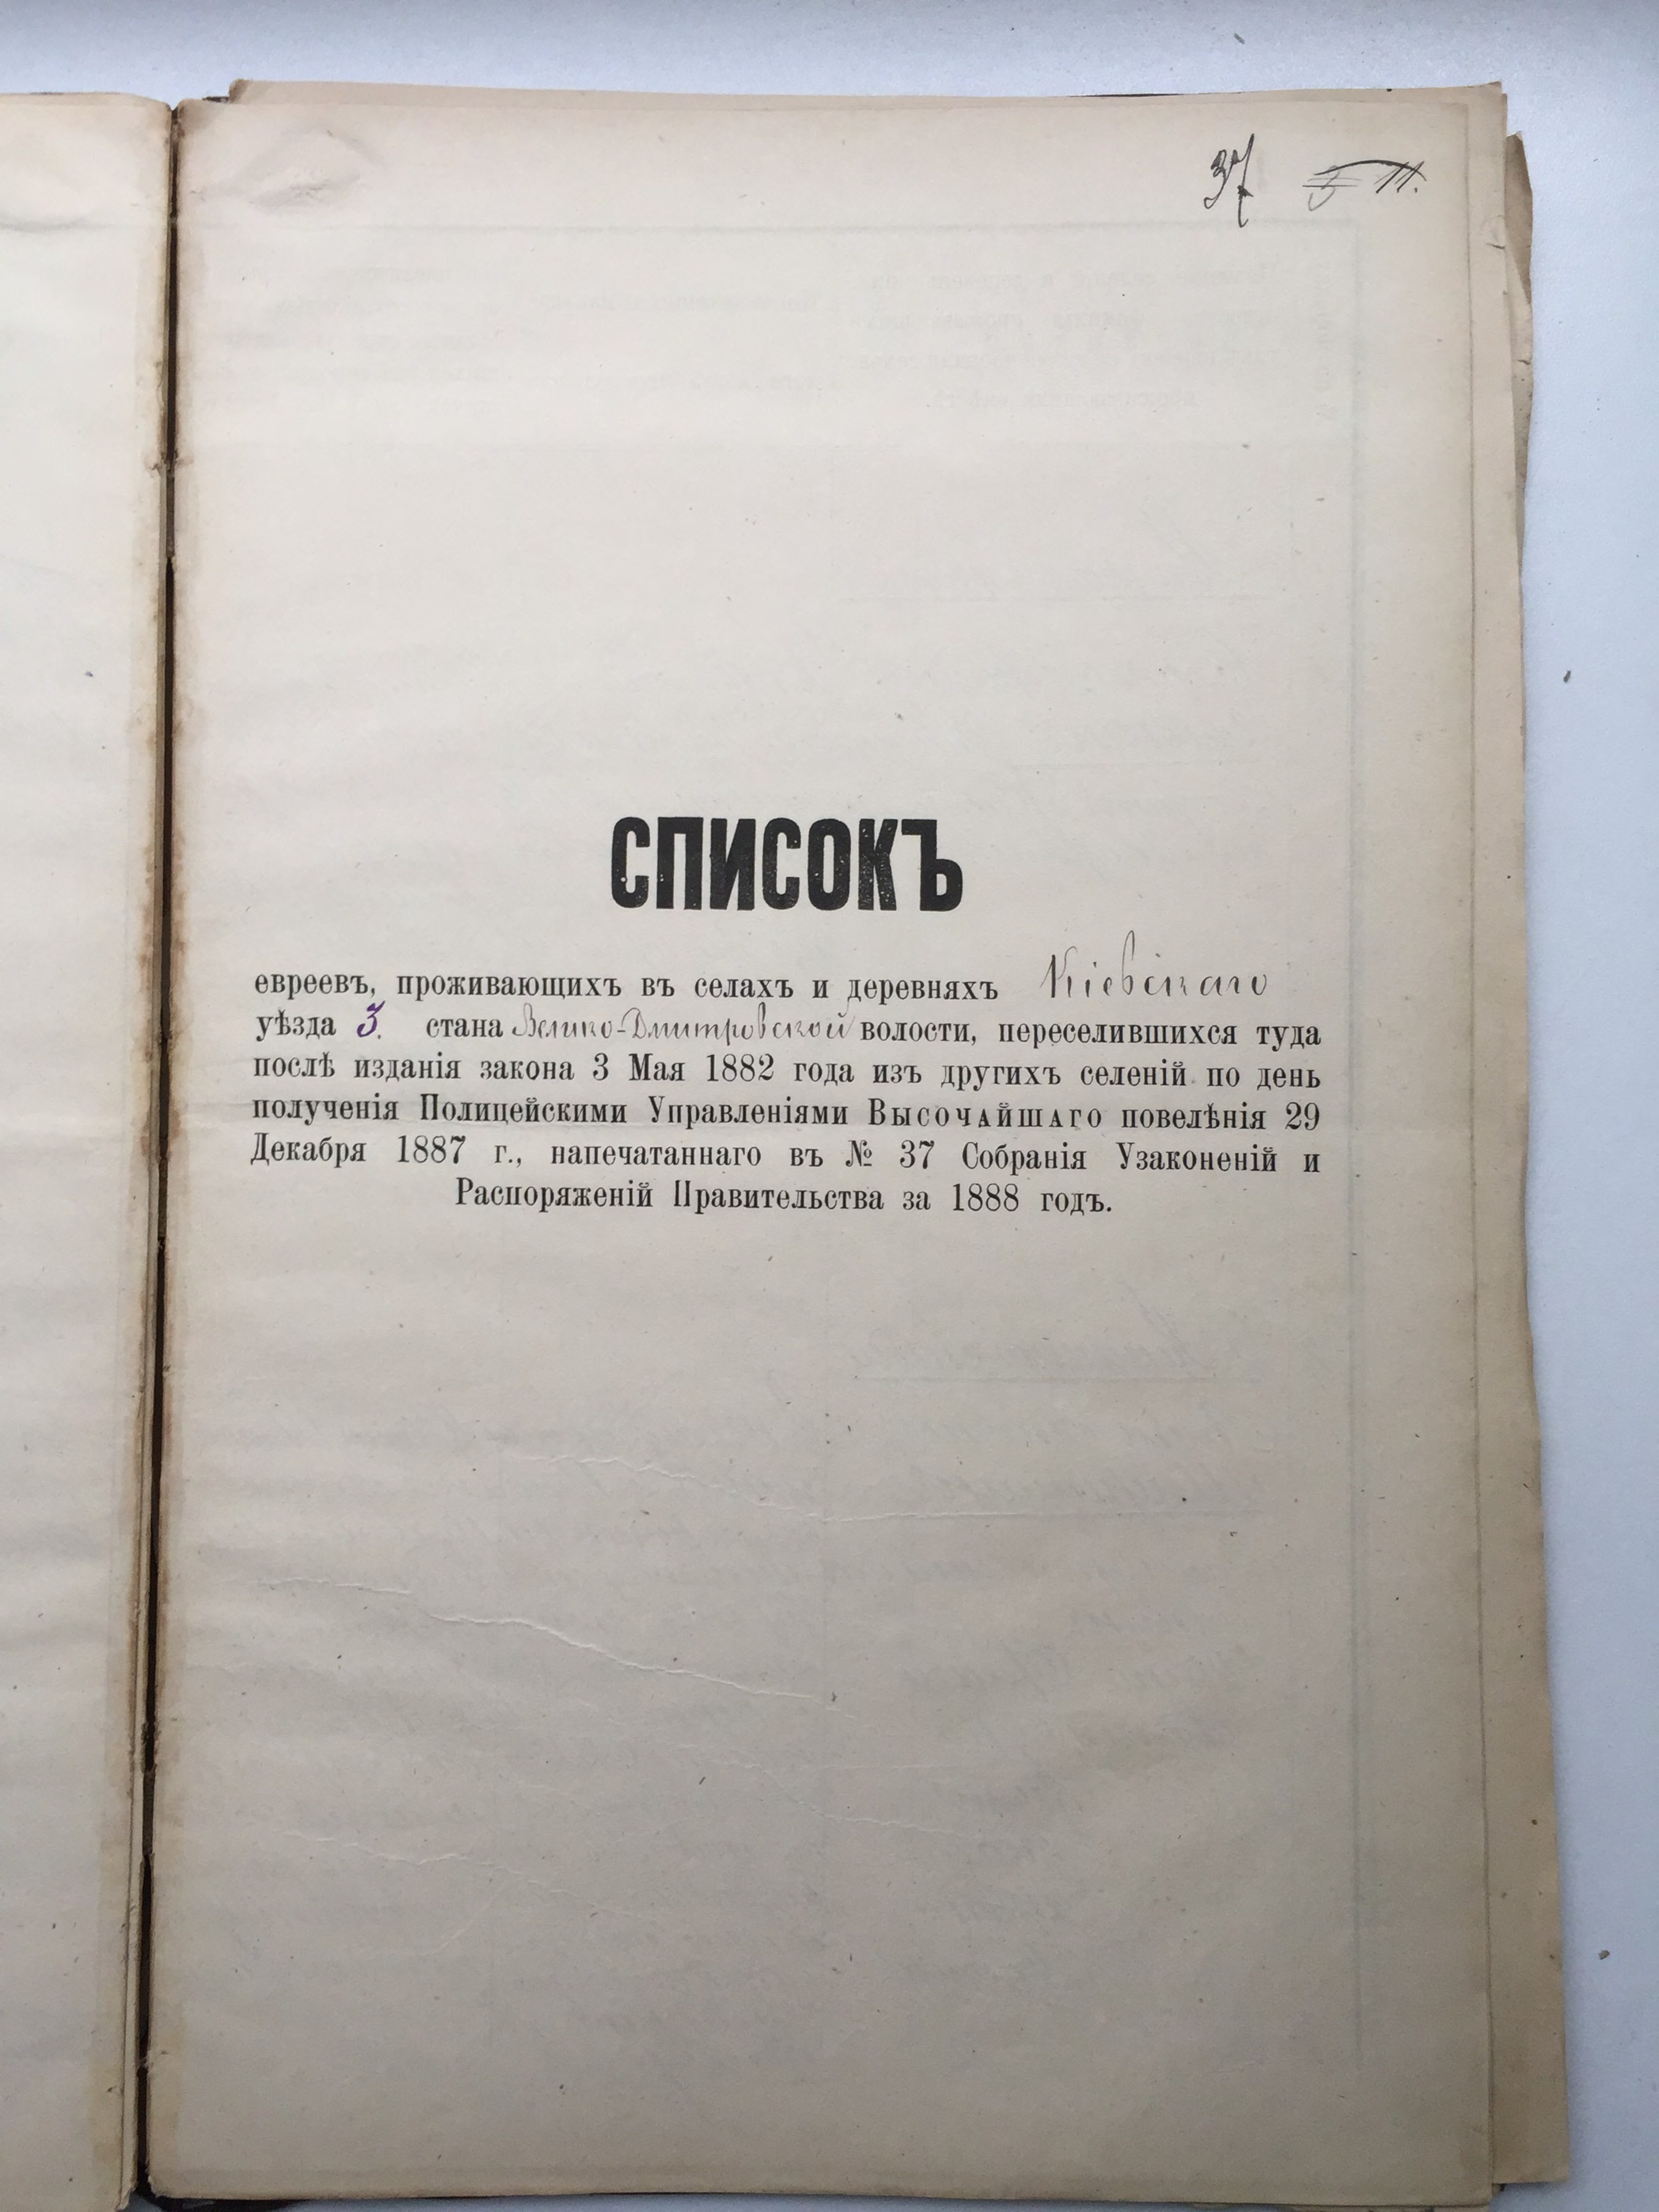 37
СПИСОКЪ
евреевъ, проживающихъ въ селахъ и деревняхъ Кіевскаго
уѣзда 3. стана Велико-Дмитровской волости, переселившихся туда
послѣ изданія закона 3 Мая 1882 года изъ другихъ селеній по день
полученія Полицейскими Управленіями Высочайшаго повелѣнія 29
Декабря 1887 г., напечатаннаго въ № 37 Собранія Узаконеній и
Распоряженій Правительства за 1888 годъ.